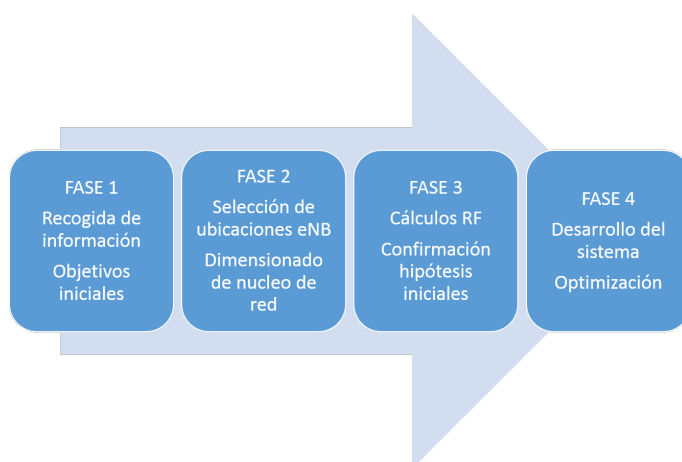 FASE 1
Recogida de
información
Objetivos
iniciales
FASE 2
Selección de
ubicaciones eNB
Dimensionado
de nucleo de
red
FASE 3
Cálculos RF
Confirmación
hipótesis
iniciales
FASE 4
Desarrollo del
sistema
Optimización